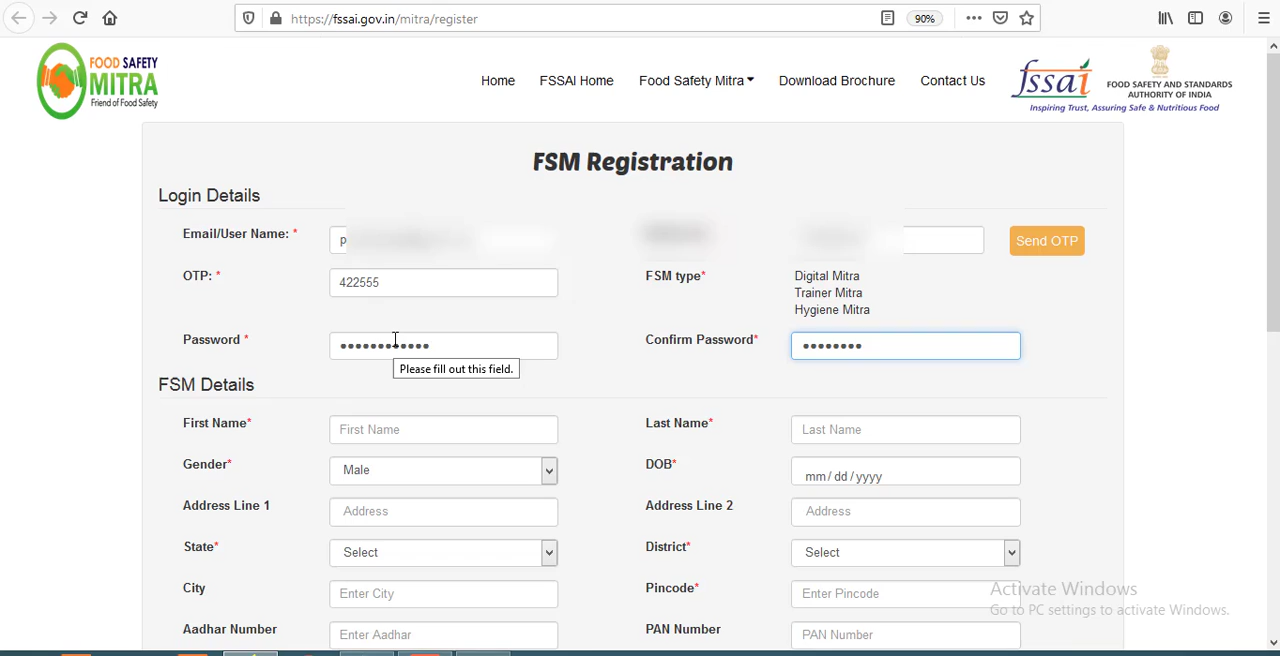 https://fssai.gov.in/mitra/register
90%
FOOD SAFETY
MITRA
Friend of Food Safety
Home
FSSAI Home
Food Safety Mitra
Download Brochure
Contact Us
fssai
FOOD SAFETY AND STANDARDS
AUTHORITY OF INDIA
Inspiring Trust, Assuring Safe & Nutritious Food
FSM Registration
Login Details
Email/User Name: *
p
Send OTP
OTP: *
422555
FSM type*
Digital Mitra
Trainer Mitra
Hygiene Mitra
Password *
••••••••••••
Confirm Password*
••••••••
Please fill out this field.
FSM Details
First Name*
First Name
Last Name*
Last Name
Gender*
Male
DOB*
mm/dd/yyyy
Address Line 1
Address
Address Line 2
Address
State*
Select
District*
Select
City
Enter City
Pincode*
Enter Pincode
Activate Windows
Go to PC settings to activate Windows.
Aadhar Number
Enter Aadhar
PAN Number
PAN Number